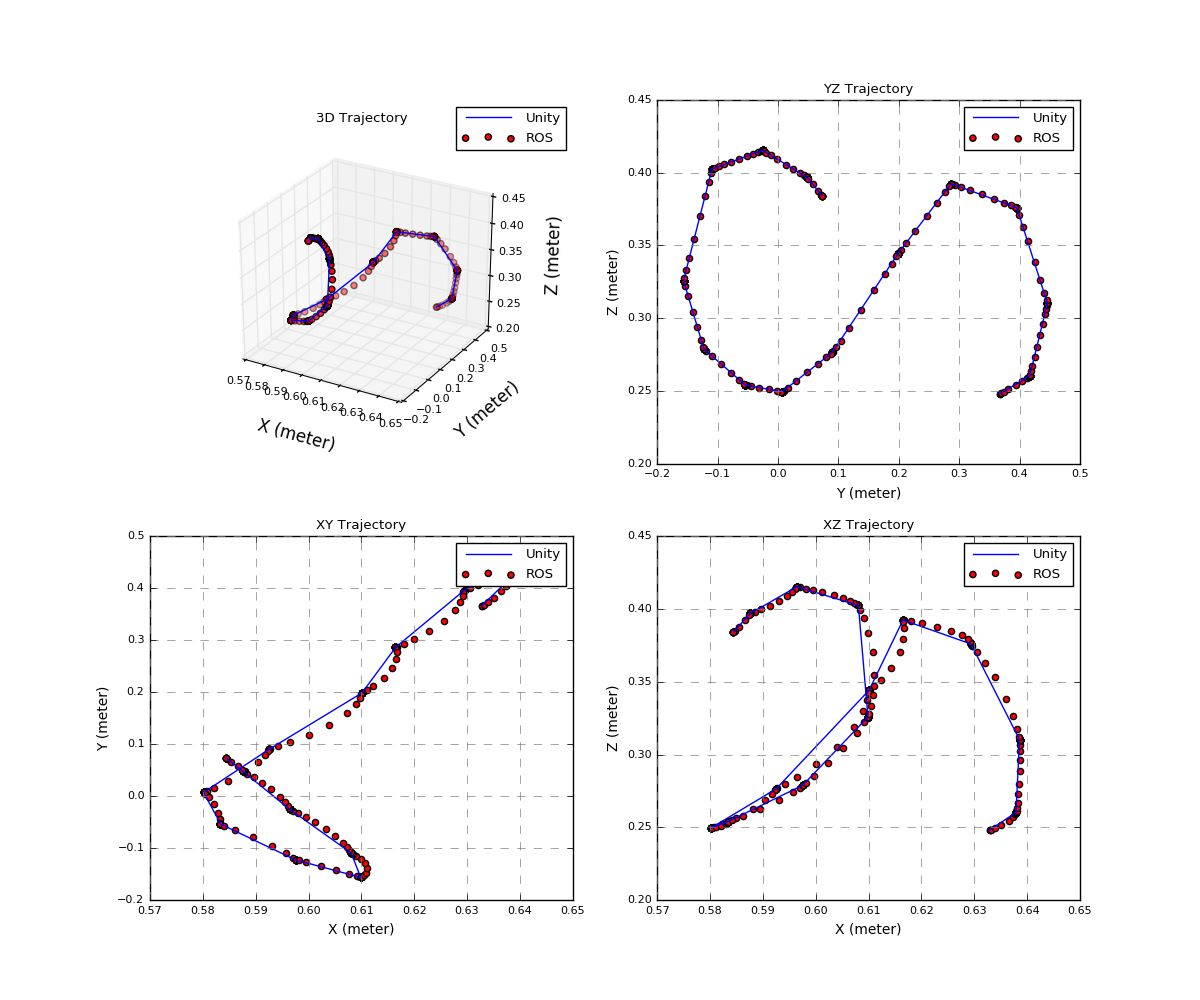 3D Trajectory
Unity
ROS
0.45
0.40
0.35
0.30
0.25
0.20
Z (meter)
0.57
0.58
0.59
0.60
0.61
0.62
0.63
0.64
0.65
X (meter)
−0.2
−0.1
0.0
0.1
0.2
0.3
0.4
0.5
Y (meter)
YZ Trajectory
Unity
ROS
0.45
0.40
0.35
0.30
0.25
0.20
Z (meter)
−0.2 −0.1 0.0 0.1 0.2 0.3 0.4 0.5
Y (meter)
XY Trajectory
Unity
ROS
0.5
0.4
0.3
0.2
0.1
0.0
−0.1
−0.2
Y (meter)
0.57 0.58 0.59 0.60 0.61 0.62 0.63 0.64 0.65
X (meter)
XZ Trajectory
Unity
ROS
0.45
0.40
0.35
0.30
0.25
0.20
Z (meter)
0.57 0.58 0.59 0.60 0.61 0.62 0.63 0.64 0.65
X (meter)